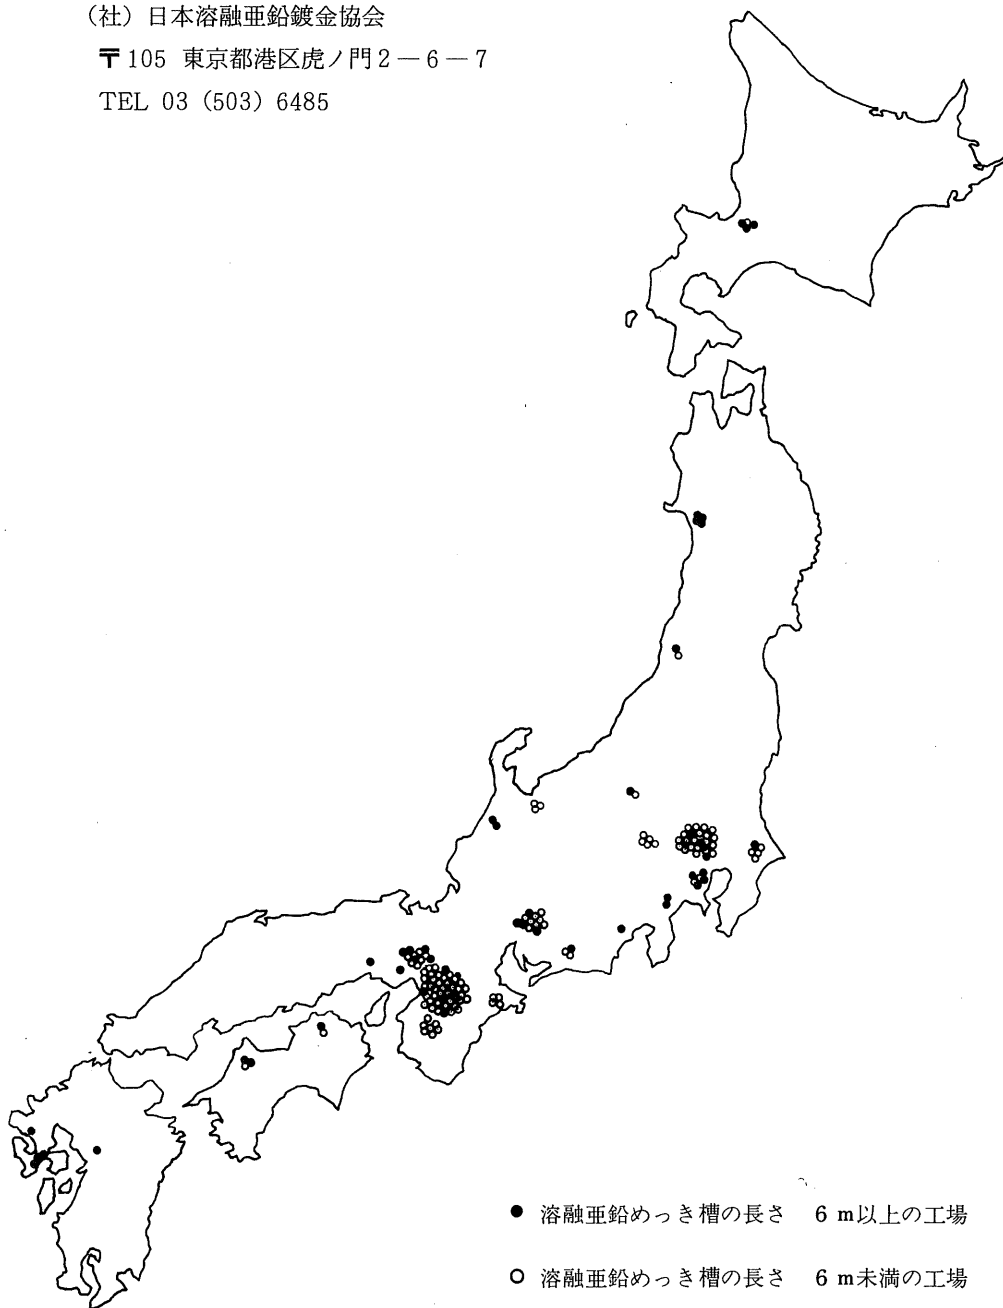 （社）日本溶融亜鉛鍍金協会
〒105 東京都港区虎ノ門2－6－7
TEL 03（503）6485
● 溶融亜鉛めっき槽の長さ 6 m以上の工場
○ 溶融亜鉛めっき槽の長さ 6 m未満の工場